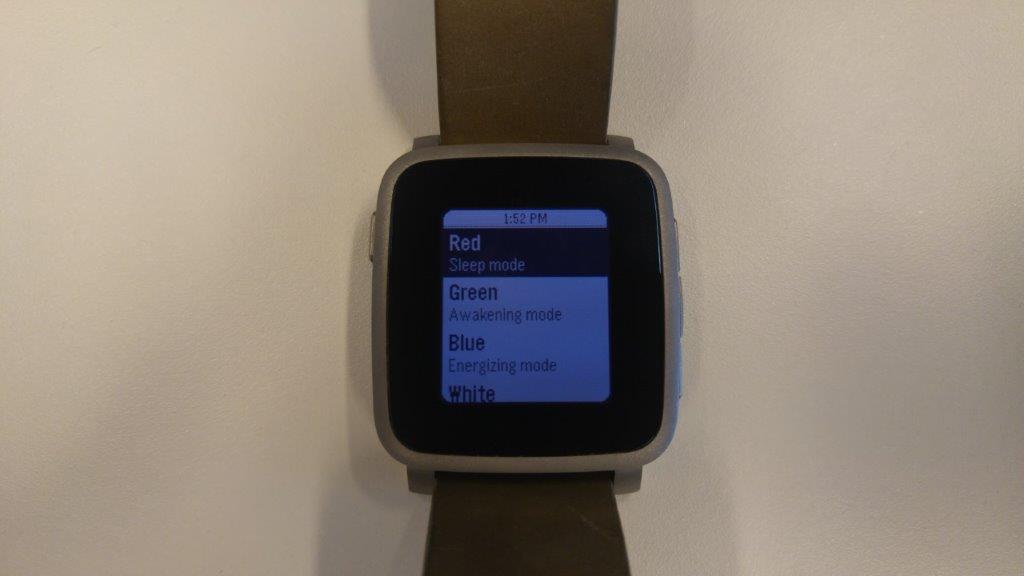 1:52 PM
Red
Sleep mode
Green
Awakening mode
Blue
Energizing mode
White